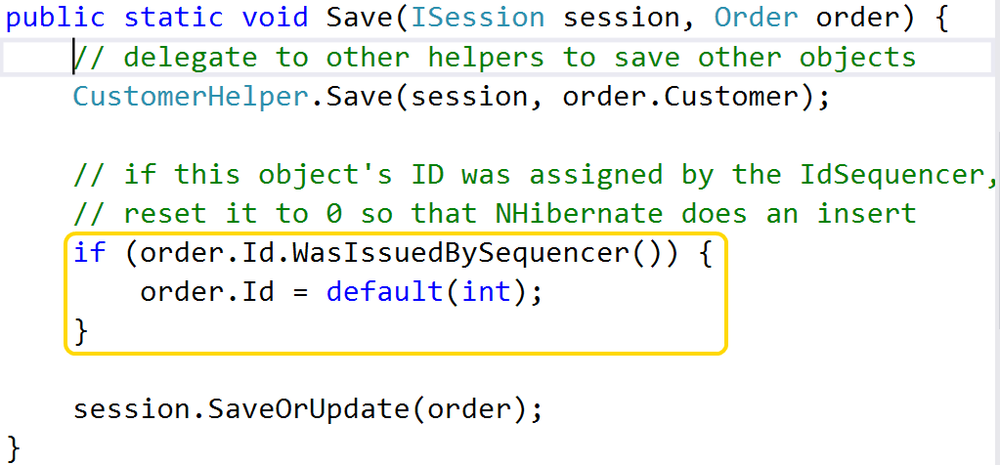 public static void Save(ISession session, Order order) {
    // delegate to other helpers to save other objects
    CustomerHelper.Save(session, order.Customer);

    // if this object's ID was assigned by the IdSequencer,
    // reset it to 0 so that NHibernate does an insert
    if (order.Id.WasIssuedBySequencer()) {
        order.Id = default(int);
    }

    session.SaveOrUpdate(order);
}